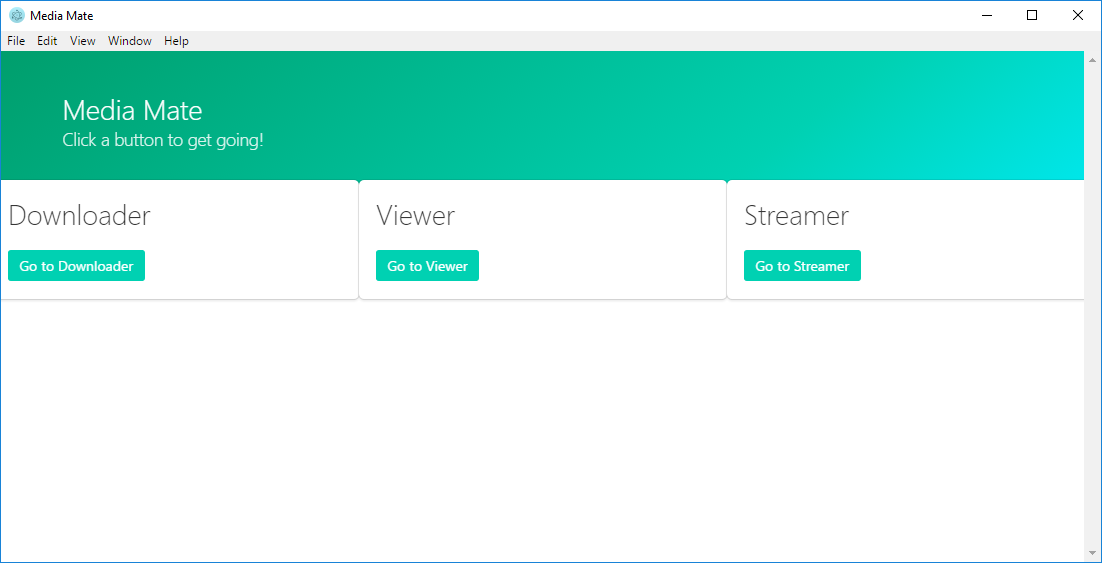 Media Mate
File Edit View Window Help
Media Mate
Click a button to get going!
Downloader Viewer Streamer
Go to Downloader Go to Viewer Go to Streamer